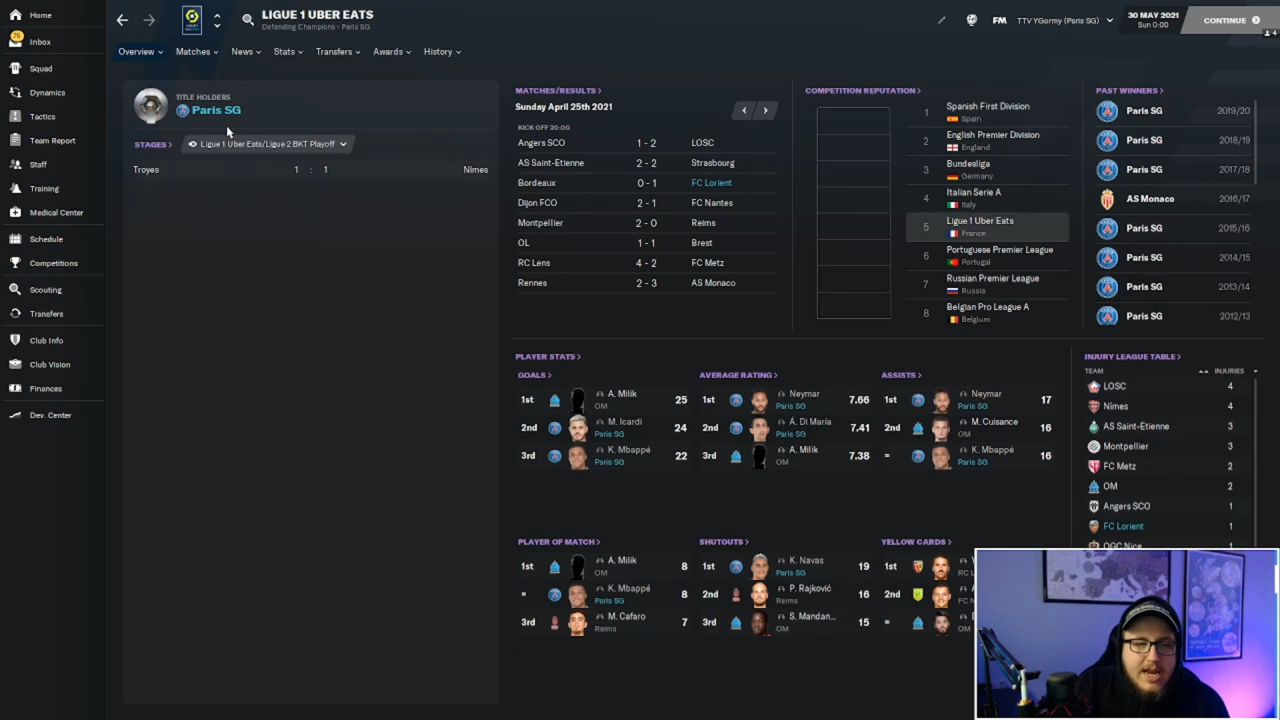 Home
75
Inbox
Squad
Dynamics
Tactics
Team Report
Staff
Training
Medical Center
Schedule
Competitions
Scouting
Transfers
Club Info
Club Vision
Finances
Dev. Center
LIGUE 1 UBER EATS
Defending Champions - Paris SG
FM
TTV YGormy (Paris SG)
30 MAY 2021
Sun 0:00
CONTINUE
4
Overview
Matches
News
Stats
Transfers
Awards
History
TITLE HOLDERS
Paris SG
STAGES >
Ligue 1 Uber Eats/Ligue 2 BKT Playoff
Troyes 1 : 1 Nîmes
MATCHES/RESULTS >
Sunday April 25th 2021
KICK OFF 20:00
Angers SCO 1 - 2 LOSC
AS Saint-Étienne 2 - 2 Strasbourg
Bordeaux 0 - 1 FC Lorient
Dijon FCO 2 - 1 FC Nantes
Montpellier 2 - 0 Reims
OL 1 - 1 Brest
RC Lens 4 - 2 FC Metz
Rennes 2 - 3 AS Monaco
COMPETITION REPUTATION >
1 Spanish First Division
Spain
2 English Premier Division
England
3 Bundesliga
Germany
4 Italian Serie A
Italy
5 Ligue 1 Uber Eats
France
6 Portuguese Premier League
Portugal
7 Russian Premier League
Russia
8 Belgian Pro League A
Belgium
PAST WINNERS >
Paris SG 2019/20
Paris SG 2018/19
Paris SG 2017/18
AS Monaco 2016/17
Paris SG 2015/16
Paris SG 2014/15
Paris SG 2013/14
Paris SG 2012/13
PLAYER STATS >
GOALS >
1st A. Milik 25
OM
2nd M. Icardi 24
Paris SG
3rd K. Mbappé 22
Paris SG
AVERAGE RATING >
1st Neymar 7.66
Paris SG
2nd Á. Di María 7.41
Paris SG
3rd A. Milik 7.38
OM
ASSISTS >
1st Neymar 17
Paris SG
2nd M. Cuisance 16
OM
= K. Mbappé 16
Paris SG
PLAYER OF MATCH >
1st A. Milik 8
OM
= K. Mbappé 8
Paris SG
3rd M. Cafaro 7
Reims
SHUTOUTS >
1st K. Navas 19
Paris SG
2nd P. Rajković 16
Reims
3rd S. Mandan... 15
OM
YELLOW CARDS >
1st
RC L
2nd
FC N
=
OM
INJURY LEAGUE TABLE >
TEAM INJURIES
LOSC 4
Nîmes 4
AS Saint-Étienne 3
Montpellier 3
FC Metz 2
OM 2
Angers SCO 1
FC Lorient 1
OGC Nice